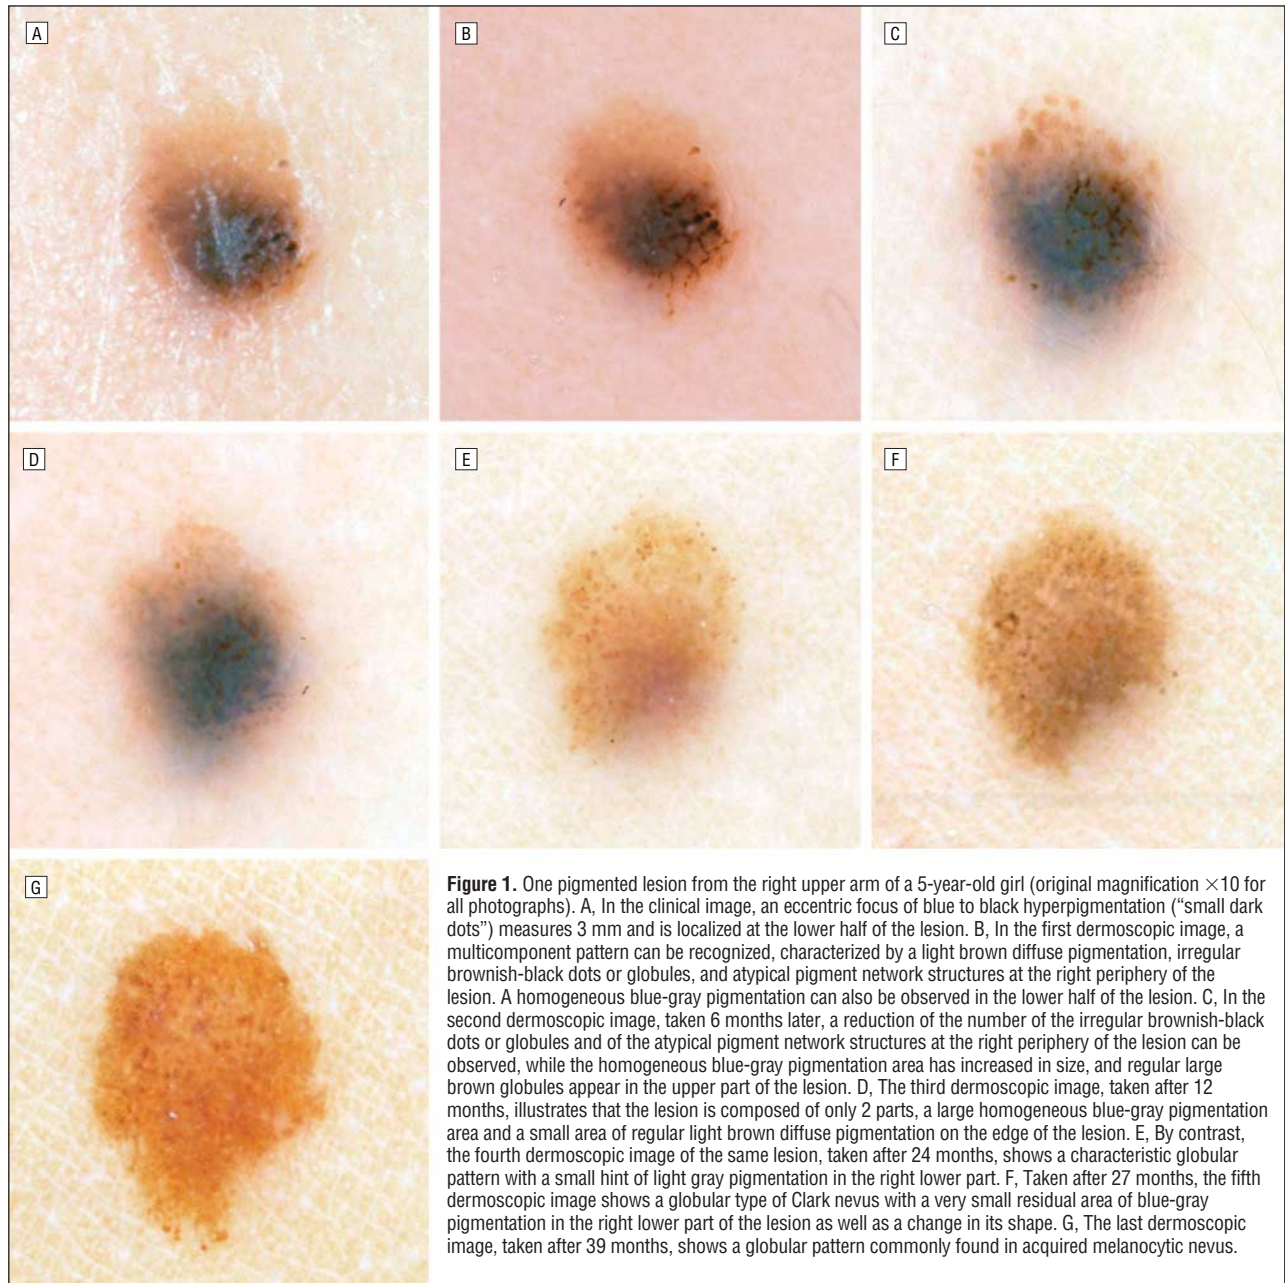 A
B
C
D
E
F
G
Figure 1. One pigmented lesion from the right upper arm of a 5-year-old girl (original magnification ×10 for
all photographs). A, In the clinical image, an eccentric focus of blue to black hyperpigmentation (“small dark
dots”) measures 3 mm and is localized at the lower half of the lesion. B, In the first dermoscopic image, a
multicomponent pattern can be recognized, characterized by a light brown diffuse pigmentation, irregular
brownish-black dots or globules, and atypical pigment network structures at the right periphery of the
lesion. A homogeneous blue-gray pigmentation can also be observed in the lower half of the lesion. C, In the
second dermoscopic image, taken 6 months later, a reduction of the number of the irregular brownish-black
dots or globules and of the atypical pigment network structures at the right periphery of the lesion can be
observed, while the homogeneous blue-gray pigmentation area has increased in size, and regular large
brown globules appear in the upper part of the lesion. D, The third dermoscopic image, taken after 12
months, illustrates that the lesion is composed of only 2 parts, a large homogeneous blue-gray pigmentation
area and a small area of regular light brown diffuse pigmentation on the edge of the lesion. E, By contrast,
the fourth dermoscopic image of the same lesion, taken after 24 months, shows a characteristic globular
pattern with a small hint of light gray pigmentation in the right lower part. F, Taken after 27 months, the fifth
dermoscopic image shows a globular type of Clark nevus with a very small residual area of blue-gray
pigmentation in the right lower part of the lesion as well as a change in its shape. G, The last dermoscopic
image, taken after 39 months, shows a globular pattern commonly found in acquired melanocytic nevus.